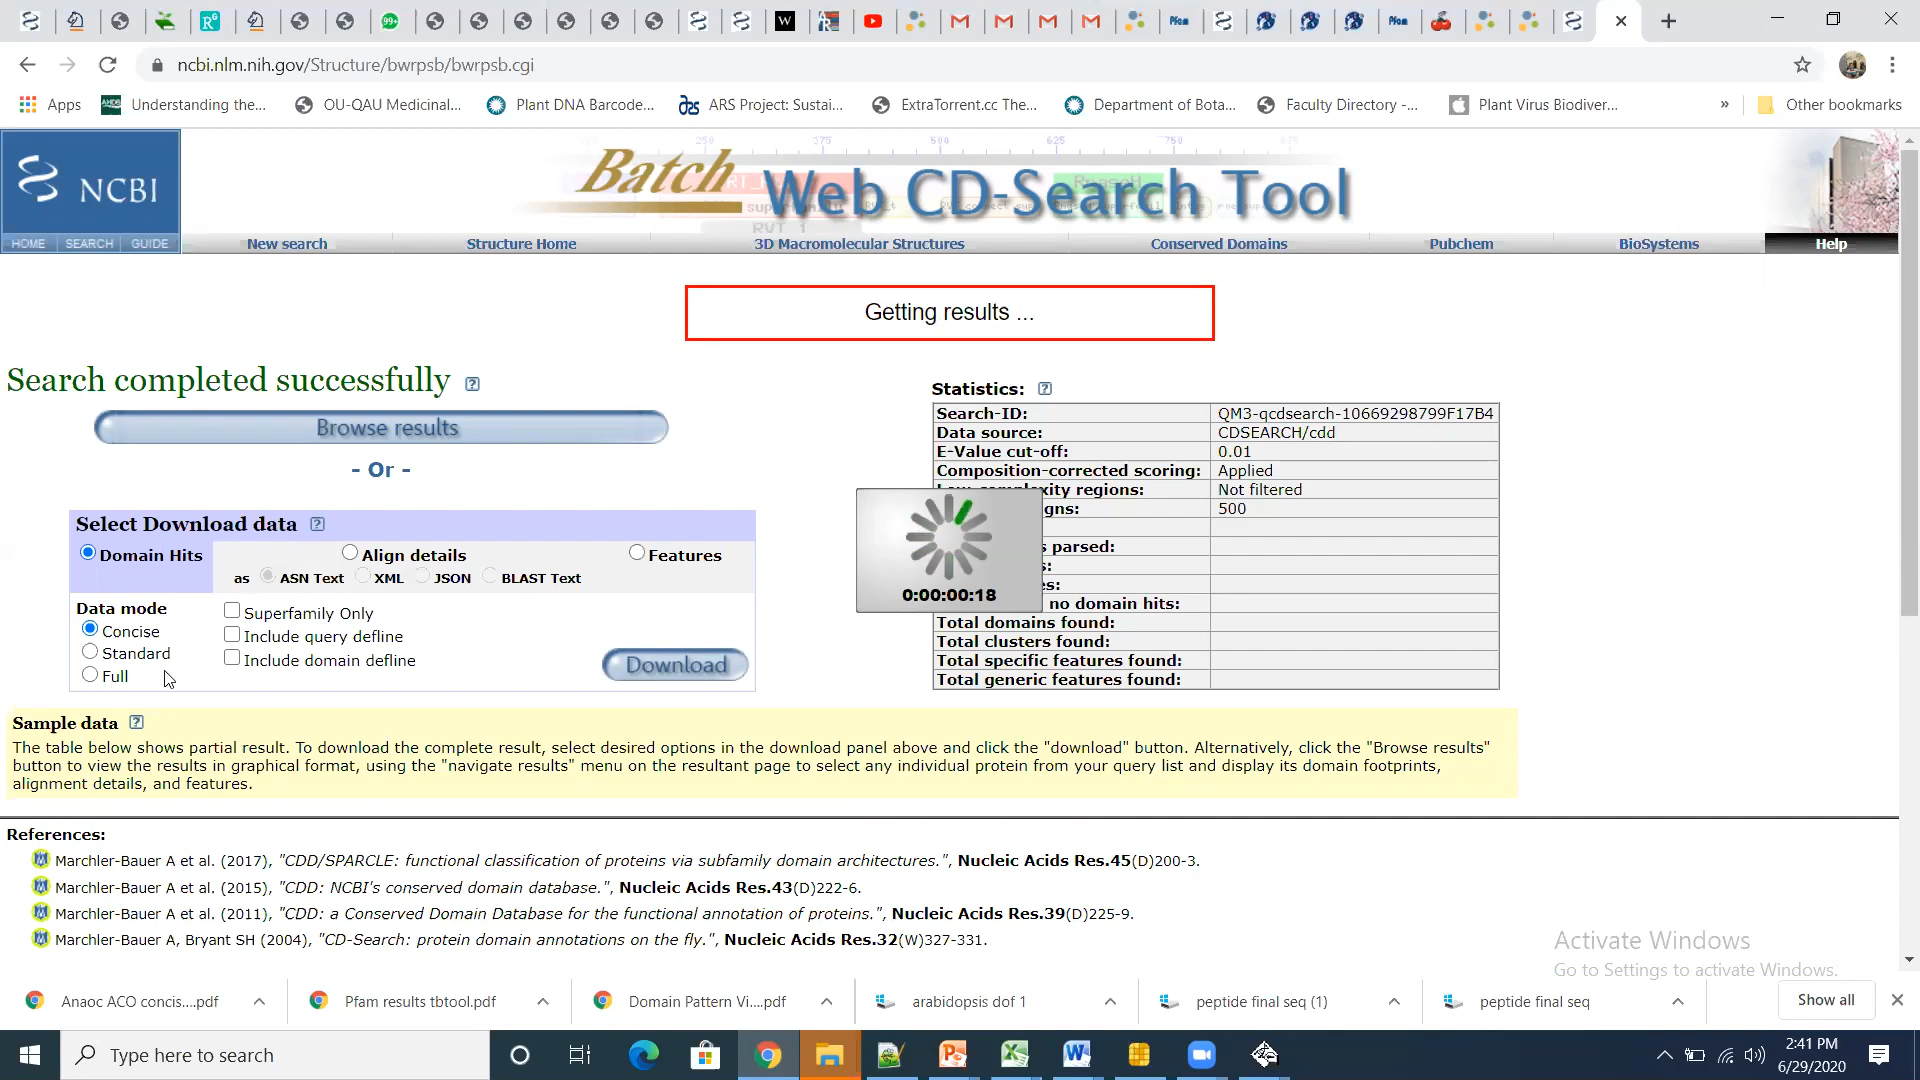 99+
W
Pfam
Pfam
ncbi.nlm.nih.gov/Structure/bwrpsb/bwrpsb.cgi
Apps
AHDB
Understanding the...
OU-QAU Medicinal...
Plant DNA Barcode...
ARS Project: Sustai...
ExtraTorrent.cc The...
Department of Bota...
Faculty Directory -...
Plant Virus Biodiver...
»
Other bookmarks
NCBI
HOME SEARCH GUIDE
250 375 500 625 750
Batch Web CD-Search Tool
New search
Structure Home
3D Macromolecular Structures
Conserved Domains
Pubchem
BioSystems
Help
Getting results ...
Search completed successfully ?
Browse results
- Or -
Select Download data ?
Domain Hits
Align details
Features
as ASN Text XML JSON BLAST Text
Data mode
Concise
Standard
Full
Superfamily Only
Include query defline
Include domain defline
Download
Statistics: ?
Search-ID: QM3-qcdsearch-10669298799F17B4
Data source: CDSEARCH/cdd
E-Value cut-off: 0.01
Composition-corrected scoring: Applied
regions: Not filtered
500
parsed:
no domain hits:
Total domains found:
Total clusters found:
Total specific features found:
Total generic features found:
0:00:00:18
Sample data ?
The table below shows partial result. To download the complete result, select desired options in the download panel above and click the "download" button. Alternatively, click the "Browse results"
button to view the results in graphical format, using the "navigate results" menu on the resultant page to select any individual protein from your query list and display its domain footprints,
alignment details, and features.
References:
Marchler-Bauer A et al. (2017), "CDD/SPARCLE: functional classification of proteins via subfamily domain architectures.", Nucleic Acids Res.45(D)200-3.
Marchler-Bauer A et al. (2015), "CDD: NCBI's conserved domain database.", Nucleic Acids Res.43(D)222-6.
Marchler-Bauer A et al. (2011), "CDD: a Conserved Domain Database for the functional annotation of proteins.", Nucleic Acids Res.39(D)225-9.
Marchler-Bauer A, Bryant SH (2004), "CD-Search: protein domain annotations on the fly.", Nucleic Acids Res.32(W)327-331.
Activate Windows
Go to Settings to activate Windows.
Anaoc ACO concis....pdf
Pfam results tbtool.pdf
Domain Pattern Vi....pdf
arabidopsis dof 1
peptide final seq (1)
peptide final seq
Show all
Type here to search
2:41 PM
6/29/2020